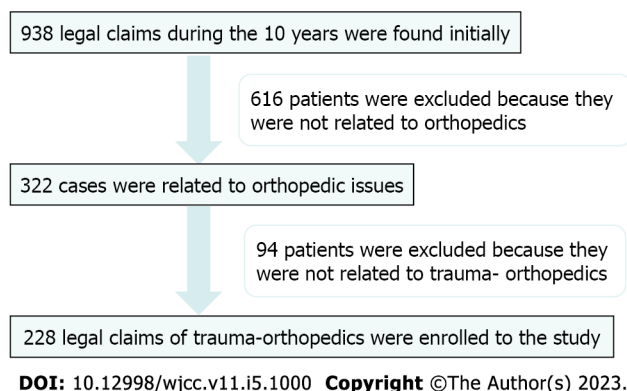 938 legal claims during the 10 years were found initially
616 patients were excluded because they
were not related to orthopedics
322 cases were related to orthopedic issues
94 patients were excluded because they
were not related to trauma- orthopedics
228 legal claims of trauma-orthopedics were enrolled to the study
DOI: 10.12998/wjcc.v11.i5.1000 Copyright ©The Author(s) 2023.